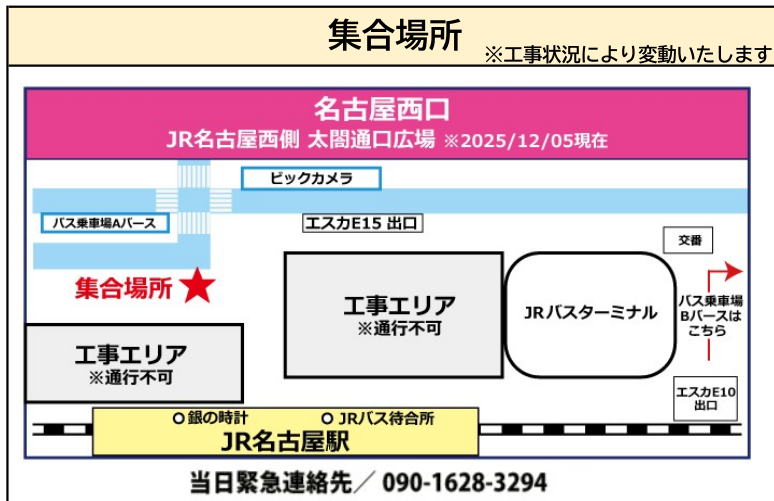 集合場所
※工事状況により変動いたします
名古屋西口
JR名古屋西側 太閤通口広場 ※2025/12/05現在
ビックカメラ
バス乗車場Aバース
エスカE15 出口
交番
集合場所
工事エリア
※通行不可
JRバスターミナル
バス乗車場
Bバースは
こちら
工事エリア
※通行不可
エスカE10
出口
銀の時計
JRバス待合所
JR名古屋駅
当日緊急連絡先／ 090-1628-3294